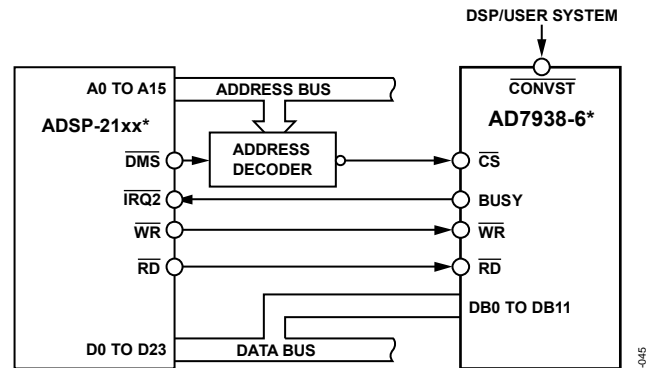 DSP/USER SYSTEM
A0 TO A15
ADDRESS BUS
CONVST
ADSP-21xx*
AD7938-6*
ADDRESS
DECODER
DMS
CS
IRQ2
BUSY
WR
WR
RD
RD
DB0 TO DB11
D0 TO D23
DATA BUS
-045